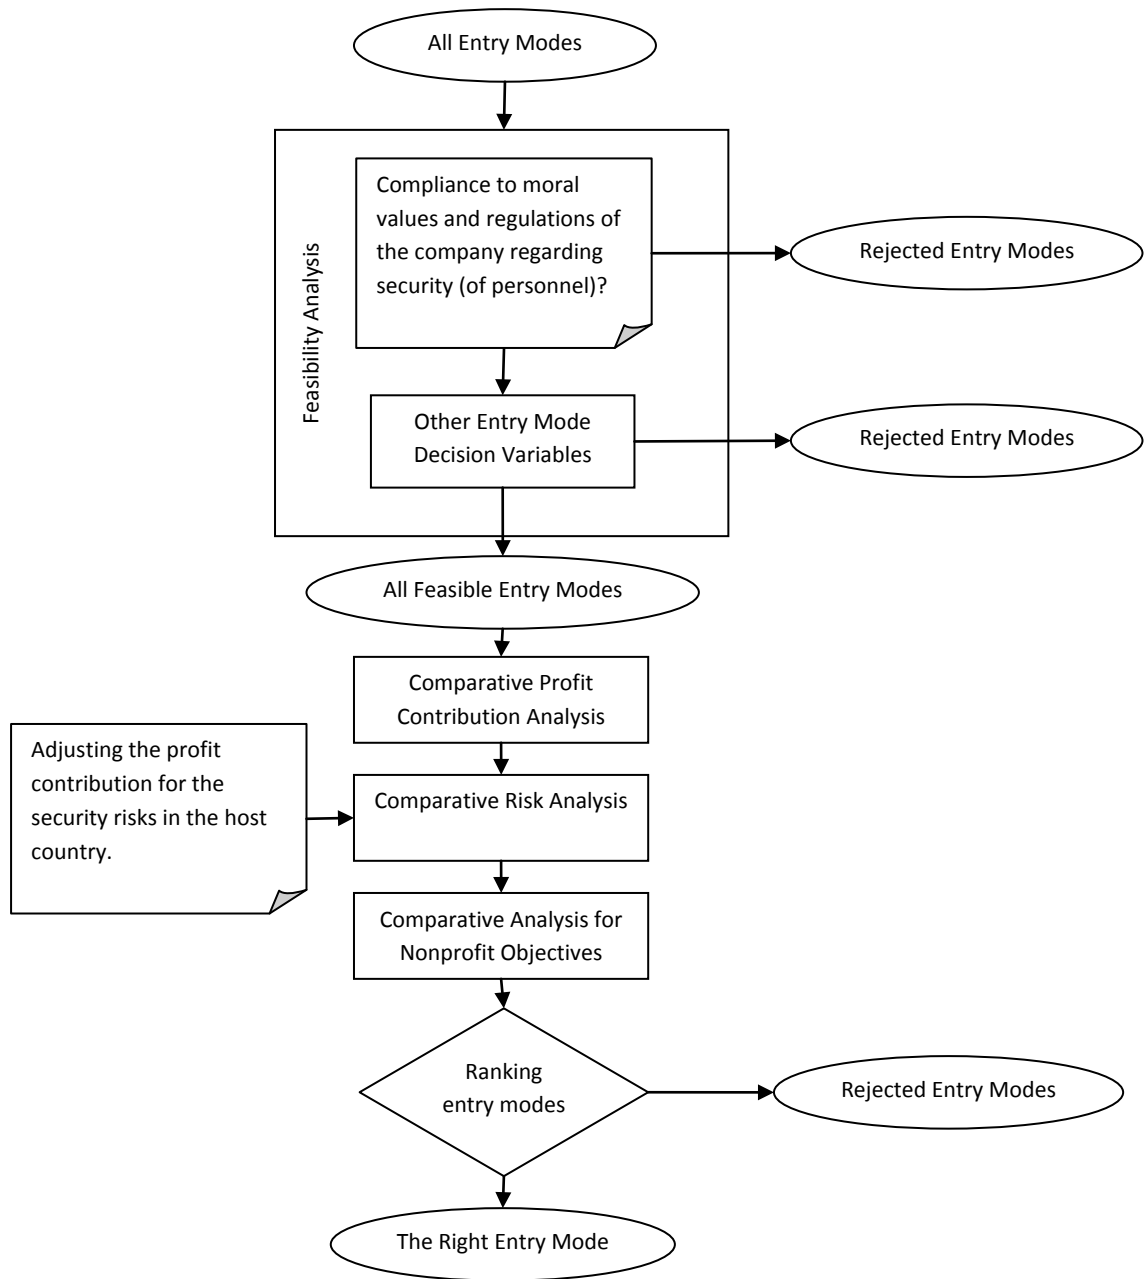 All Entry Modes
Feasibility Analysis
Compliance to moral
values and regulations of
the company regarding
security (of personnel)?
Rejected Entry Modes
Other Entry Mode
Decision Variables
Rejected Entry Modes
All Feasible Entry Modes
Comparative Profit
Contribution Analysis
Adjusting the profit
contribution for the
security risks in the host
country.
Comparative Risk Analysis
Comparative Analysis for
Nonprofit Objectives
Ranking
entry modes
Rejected Entry Modes
The Right Entry Mode